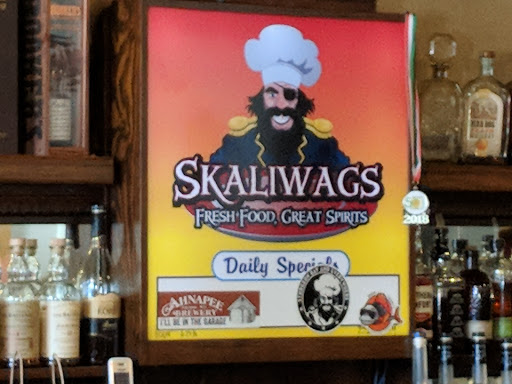 SKALIWAGS
FRESH FOOD, GREAT SPIRITS
Daily Specials
AHNAPEE
BREWERY
I'LL BE IN THE GARAGE
2018